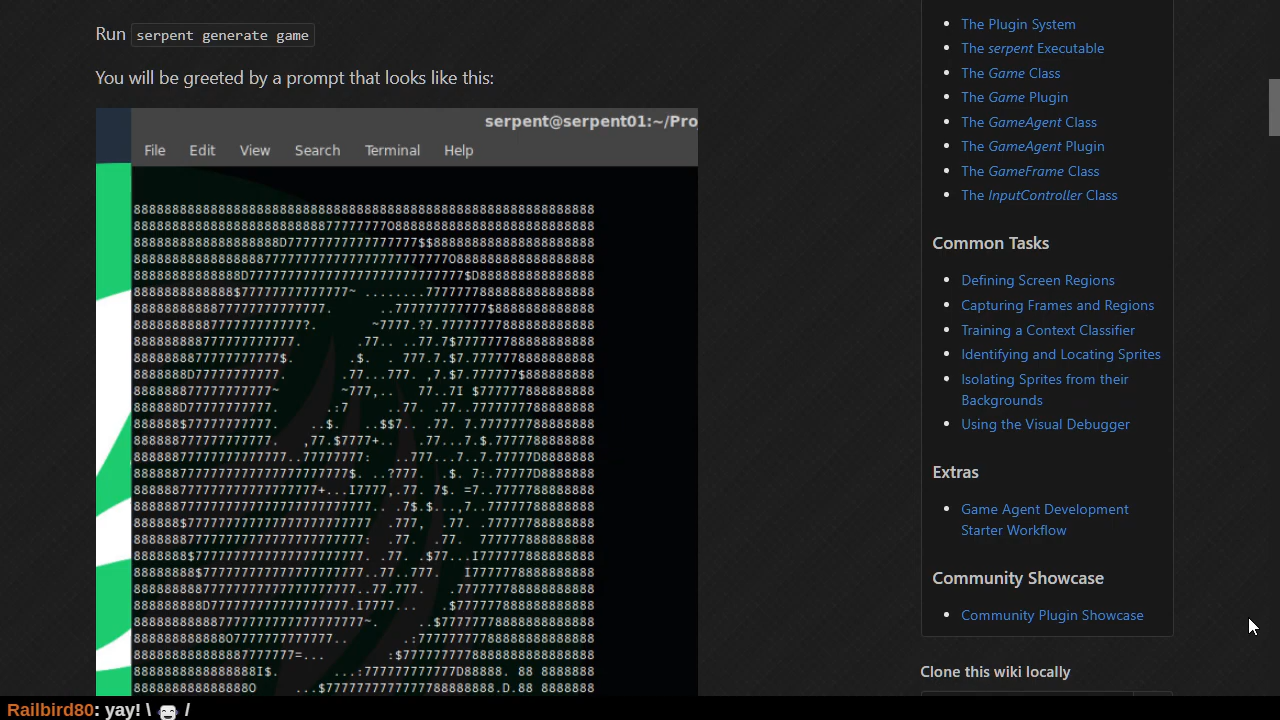 Run serpent generate game
You will be greeted by a prompt that looks like this:
serpent@serpent01:~/Pro
File Edit View Search Terminal Help
The Plugin System
The serpent Executable
The Game Class
The Game Plugin
The GameAgent Class
The GameAgent Plugin
The GameFrame Class
The InputController Class
Common Tasks
Defining Screen Regions
Capturing Frames and Regions
Training a Context Classifier
Identifying and Locating Sprites
Isolating Sprites from their
Backgrounds
Using the Visual Debugger
Extras
Game Agent Development
Starter Workflow
Community Showcase
Community Plugin Showcase
Clone this wiki locally
Railbird80: yay! \ /